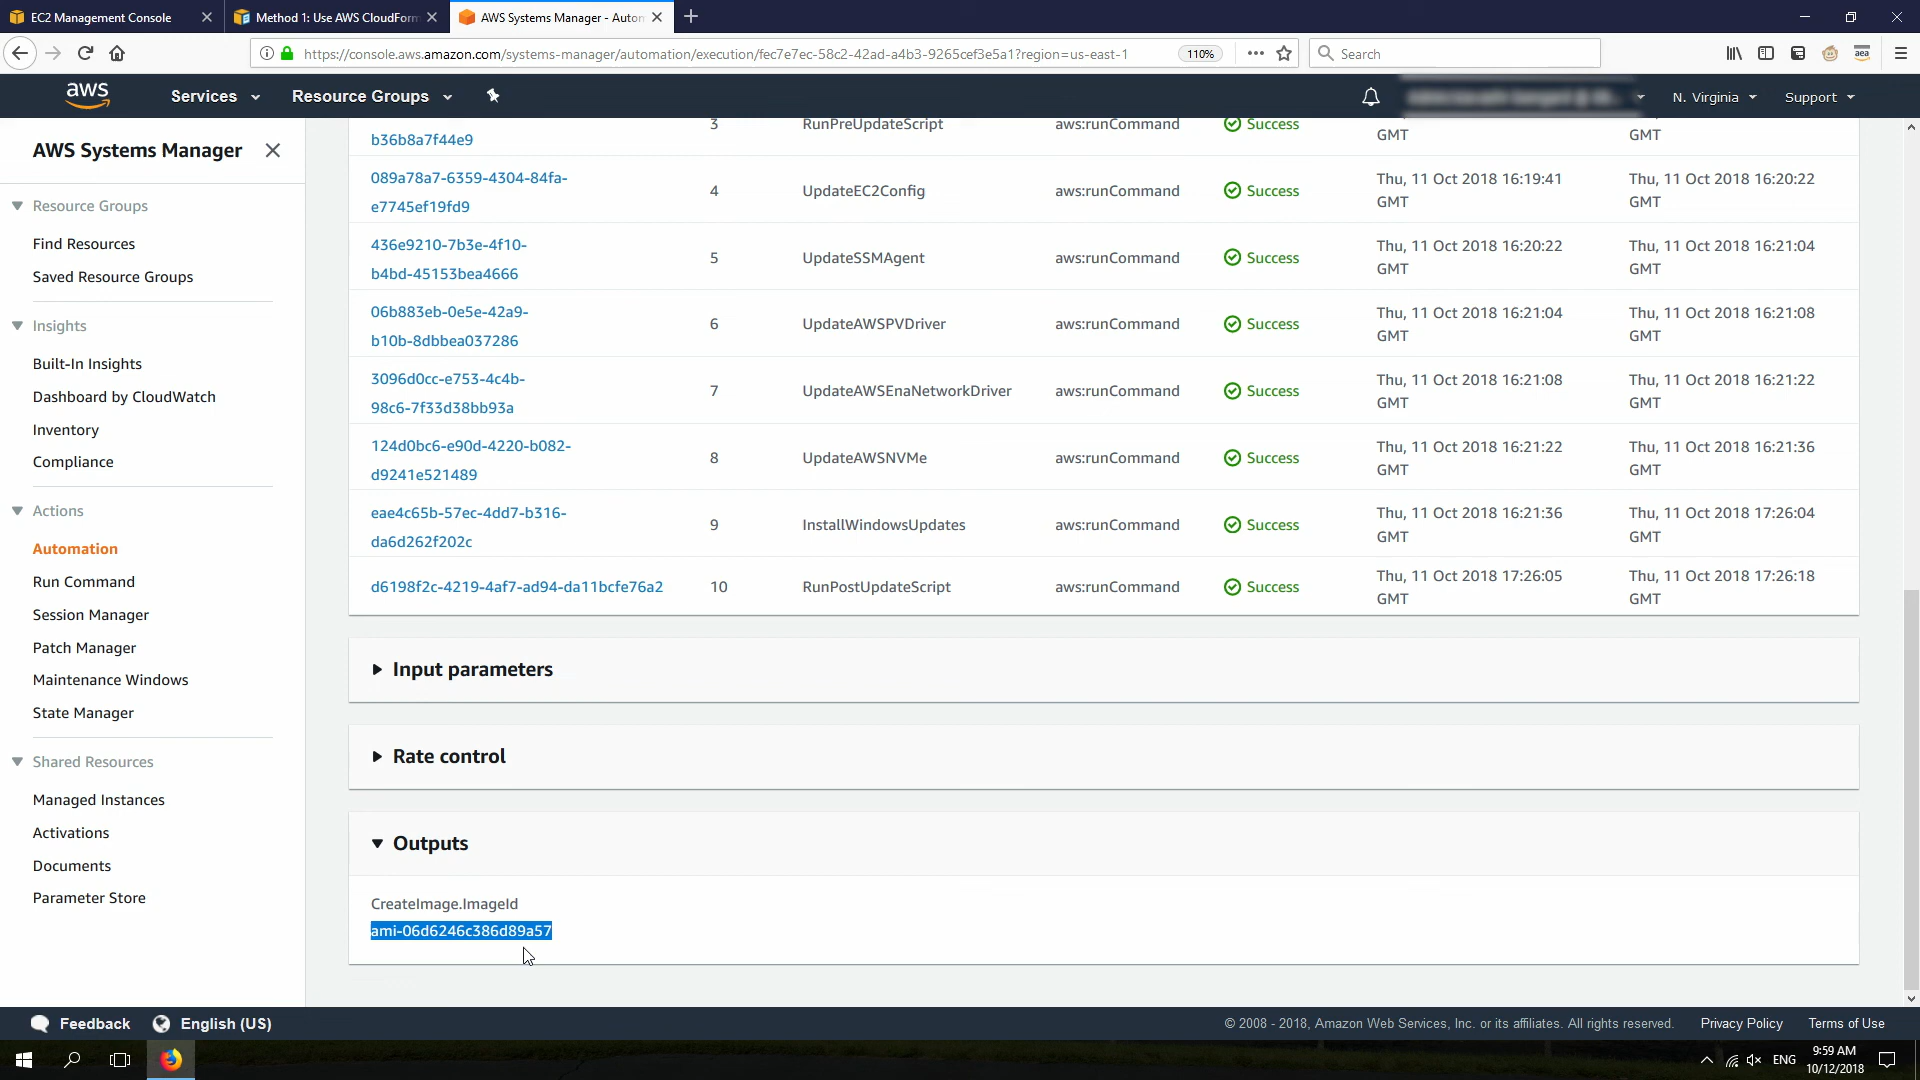 EC2 Management Console
Method 1: Use AWS CloudForm
AWS Systems Manager - Autom
https://console.aws.amazon.com/systems-manager/automation/execution/fec7e7ec-58c2-42ad-a4b3-9265cef3e5a1?region=us-east-1
110%
Search
aea
aws
Services
Resource Groups
N. Virginia
Support
AWS Systems Manager
Resource Groups
Find Resources
Saved Resource Groups
Insights
Built-In Insights
Dashboard by CloudWatch
Inventory
Compliance
Actions
Automation
Run Command
Session Manager
Patch Manager
Maintenance Windows
State Manager
Shared Resources
Managed Instances
Activations
Documents
Parameter Store
b36b8a7f44e9
3 RunPreUpdateScript aws:runCommand Success GMT GMT
089a78a7-6359-4304-84fa-
e7745ef19fd9
4 UpdateEC2Config aws:runCommand Success
Thu, 11 Oct 2018 16:19:41
GMT
Thu, 11 Oct 2018 16:20:22
GMT
436e9210-7b3e-4f10-
b4bd-45153bea4666
5 UpdateSSMAgent aws:runCommand Success
Thu, 11 Oct 2018 16:20:22
GMT
Thu, 11 Oct 2018 16:21:04
GMT
06b883eb-0e5e-42a9-
b10b-8dbbea037286
6 UpdateAWSPVDriver aws:runCommand Success
Thu, 11 Oct 2018 16:21:04
GMT
Thu, 11 Oct 2018 16:21:08
GMT
3096d0cc-e753-4c4b-
98c6-7f33d38bb93a
7 UpdateAWSEnaNetworkDriver aws:runCommand Success
Thu, 11 Oct 2018 16:21:08
GMT
Thu, 11 Oct 2018 16:21:22
GMT
124d0bc6-e90d-4220-b082-
d9241e521489
8 UpdateAWSNVMe aws:runCommand Success
Thu, 11 Oct 2018 16:21:22
GMT
Thu, 11 Oct 2018 16:21:36
GMT
eae4c65b-57ec-4dd7-b316-
da6d262f202c
9 InstallWindowsUpdates aws:runCommand Success
Thu, 11 Oct 2018 16:21:36
GMT
Thu, 11 Oct 2018 17:26:04
GMT
d6198f2c-4219-4af7-ad94-da11bcfe76a2 10 RunPostUpdateScript aws:runCommand Success
Thu, 11 Oct 2018 17:26:05
GMT
Thu, 11 Oct 2018 17:26:18
GMT
Input parameters
Rate control
Outputs
CreateImage.ImageId
ami-06d6246c386d89a57
Feedback
English (US)
© 2008 - 2018, Amazon Web Services, Inc. or its affiliates. All rights reserved.
Privacy Policy
Terms of Use
ENG
9:59 AM
10/12/2018